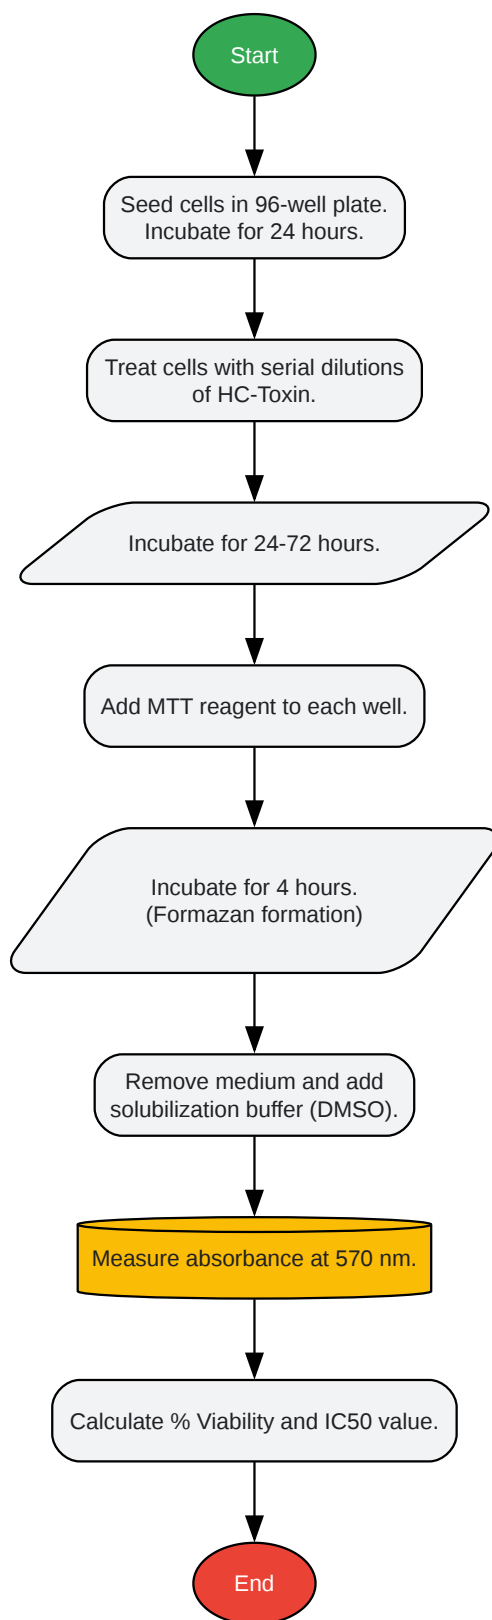 Start
Seed cells in 96-well plate.
Incubate for 24 hours.
Treat cells with serial dilutions
of HC-Toxin.
Incubate for 24-72 hours.
Add MTT reagent to each well.
Incubate for 4 hours.
(Formazan formation)
Remove medium and add
solubilization buffer (DMSO).
Measure absorbance at 570 nm.
Calculate % Viability and IC50 value.
End